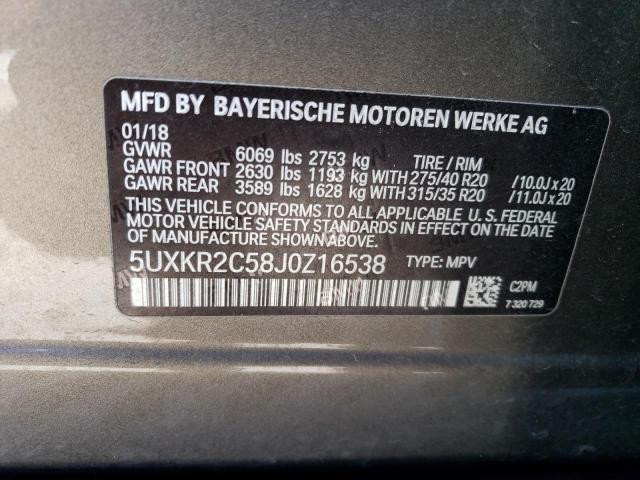 MFD BY BAYERISCHE MOTOREN WERKE AG
01/18
GVWR 6069 lbs 2753 kg TIRE / RIM
GAWR FRONT 2630 lbs 1193 kg WITH 275/40 R20 /10.0J x 20
GAWR REAR 3589 lbs 1628 kg WITH 315/35 R20 /11.0J x 20
THIS VEHICLE CONFORMS TO ALL APPLICABLE U. S. FEDERAL
MOTOR VEHICLE SAFETY STANDARDS IN EFFECT ON THE
DATE OF MANUFACTURE SHOWN ABOVE.
5UXKR2C58J0Z16538 TYPE: MPV
C2PM
7 320 729